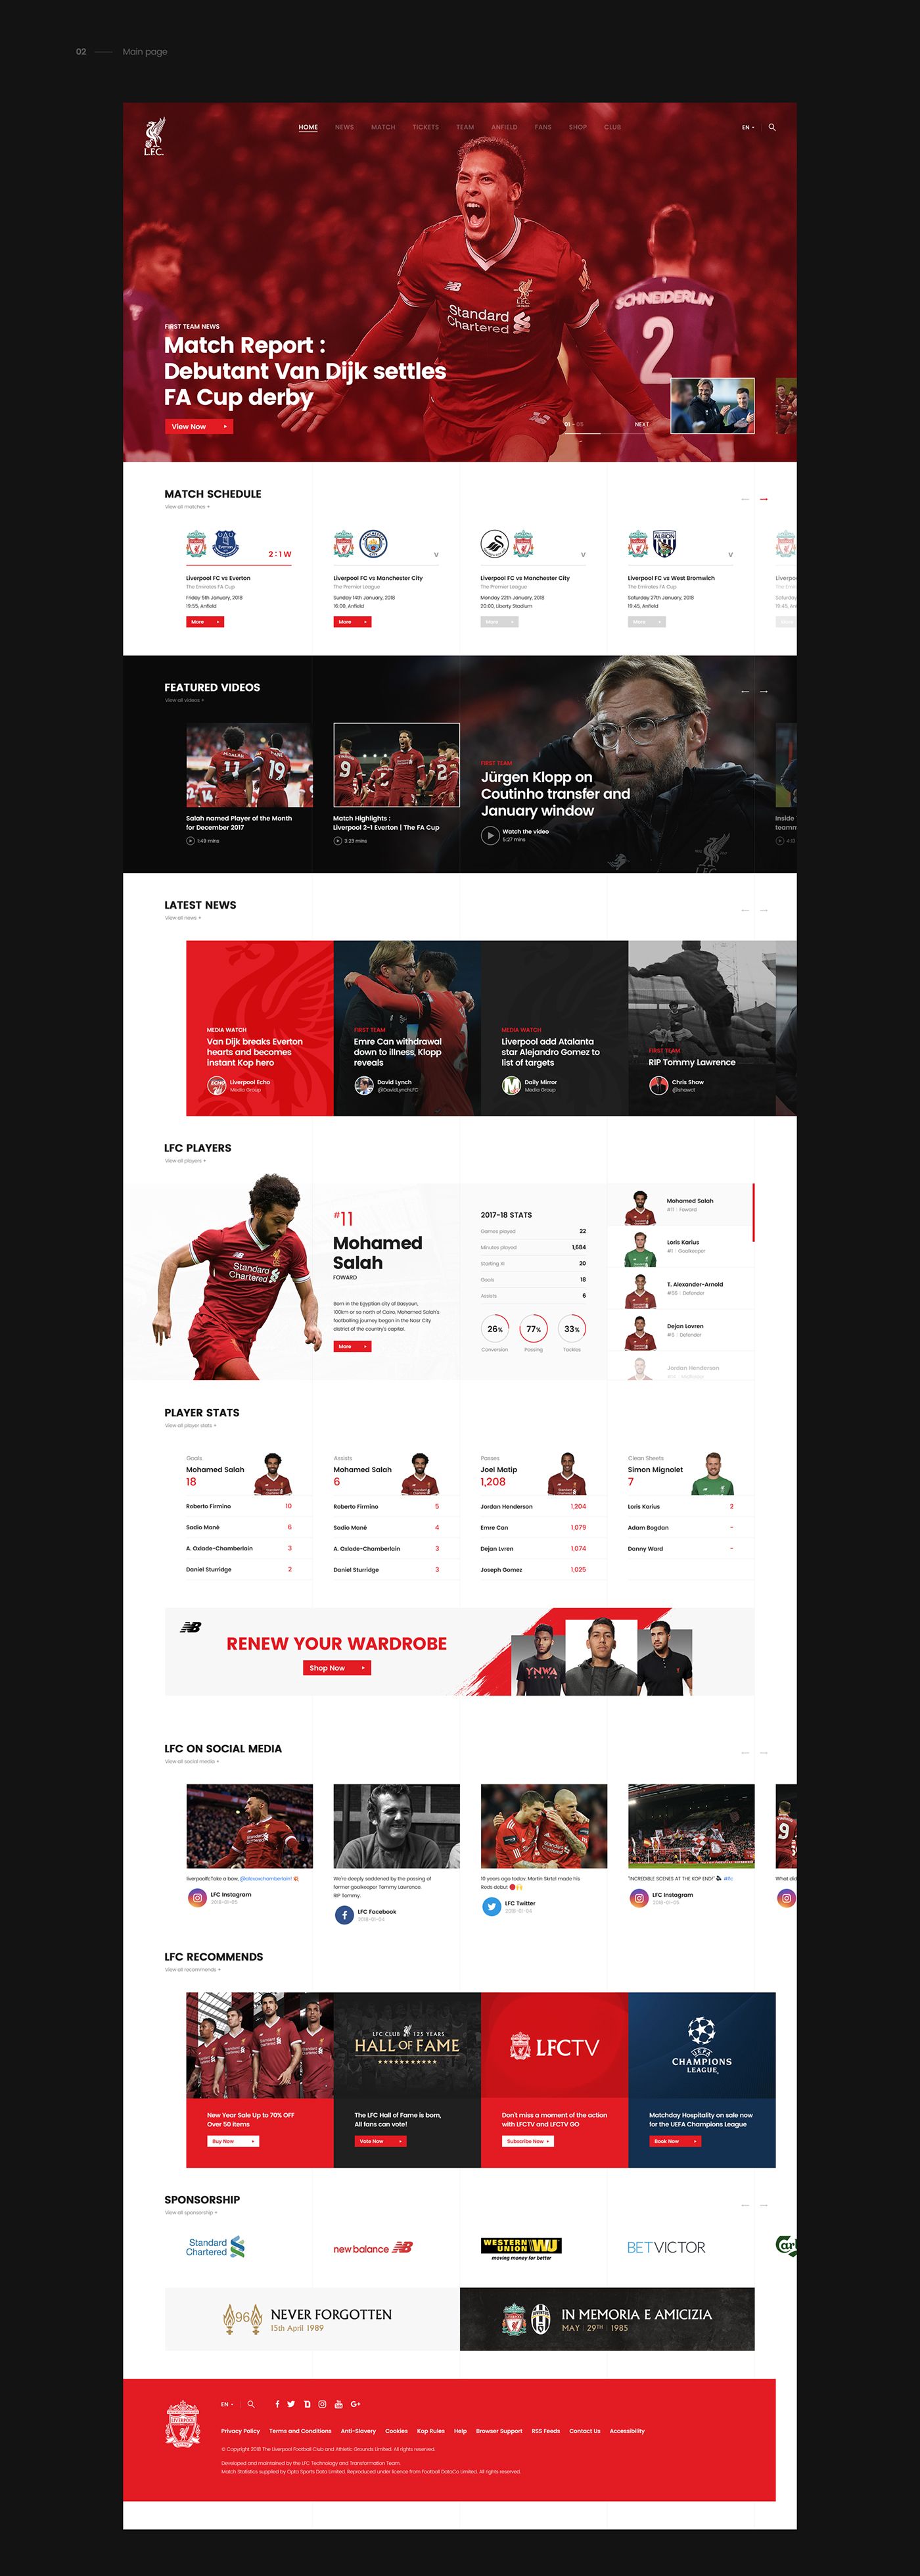 02
Main page
L.F.C.
HOME NEWS MATCH TICKETS TEAM ANFIELD FANS SHOP CLUB
EN
SCHNEIDERLIN
2
Standard
Chartered
FIRST TEAM NEWS
Match Report :
Debutant Van Dijk settles
FA Cup derby
View Now
01 - 05
NEXT
MATCH SCHEDULE
View all matches +
2 : 1 W
Liverpool FC vs Everton
The Emirates FA Cup
Friday 5th January, 2018
19:55, Anfield
More
V
Liverpool FC vs Manchester City
The Premier League
Sunday 14th January, 2018
16:00, Anfield
More
V
Liverpool FC vs Manchester City
The Premier League
Monday 22th January, 2018
20:00, Liberty Stadium
More
V
Liverpool FC vs West Bromwich
The Emirates FA Cup
Saturday 27th January, 2018
19:45, Anfield
More
FEATURED VIDEOS
View all videos +
Salah named Player of the Month
for December 2017
1:49 mins
Match Highlights :
Liverpool 2-1 Everton | The FA Cup
3:23 mins
FIRST TEAM
Jürgen Klopp on
Coutinho transfer and
January window
Watch the video
5:27 mins
LATEST NEWS
View all news +
MEDIA WATCH
Van Dijk breaks Everton
hearts and becomes
instant Kop hero
Liverpool Echo
Media Group
FIRST TEAM
Emre Can withdrawal
down to illness, Klopp
reveals
David Lynch
@DavidLynchLFC
MEDIA WATCH
Liverpool add Atalanta
star Alejandro Gomez to
list of targets
Daily Mirror
Media Group
FIRST TEAM
RIP Tommy Lawrence
Chris Shaw
@shawct
LFC PLAYERS
View all players +
Standard
Chartered
#11
Mohamed
Salah
FOWARD
Born in the Egyptian city of Basyoun,
100km or so north of Cairo, Mohamed Salah's
footballing journey began in the Nasr City
district of the country's capital.
More
2017-18 STATS
Games played 22
Minutes played 1,684
Starting XI 20
Goals 18
Assists 6
26% 77% 33%
Conversion Passing Tackles
Mohamed Salah
#11 | Foward
Loris Karius
#1 | Goalkeeper
T. Alexander-Arnold
#66 | Defender
Dejan Lovren
#6 | Defender
Jordan Henderson
PLAYER STATS
View all player stats +
Goals
Mohamed Salah
18
Roberto Firmino 10
Sadio Mané 6
A. Oxlade-Chamberlain 3
Daniel Sturridge 2
Assists
Mohamed Salah
6
Roberto Firmino 5
Sadio Mané 4
A. Oxlade-Chamberlain 3
Daniel Sturridge 3
Passes
Joel Matip
1,208
Jordan Henderson 1,204
Emre Can 1,079
Dejan Lvren 1,074
Joseph Gomez 1,025
Clean Sheets
Simon Mignolet
7
Loris Karius 2
Adam Bogdan -
Danny Ward -
RENEW YOUR WARDROBE
Shop Now
YNWA
LFC ON SOCIAL MEDIA
View all social media +
liverpoolfcTake a bow, @alexoxchamberlain!
LFC Instagram
2018-01-05
We're deeply saddened by the passing of
former goalkeeper Tommy Lawrence.
RIP Tommy.
LFC Facebook
2018-01-04
10 years ago today, Martin Skrtel made his
Reds debut
LFC Twitter
2018-01-04
"INCREDIBLE SCENES AT THE KOP END!" #lfc
LFC Instagram
LFC RECOMMENDS
View all recommends +
New Year Sale Up to 70% OFF
Over 50 items
Buy Now
LFC CLUB 125 YEARS
HALL OF FAME
The LFC Hall of Fame is born,
All fans can vote!
Vote Now
LFCTV
Don't miss a moment of the action
with LFCTV and LFCTV GO
Subscribe Now
UEFA
CHAMPIONS
LEAGUE
Matchday Hospitality on sale now
for the UEFA Champions League
Book Now
SPONSORSHIP
View all sponsorship +
Standard
Chartered
new balance
WESTERN
UNION WU
moving money for better
BETVICTOR
96
NEVER FORGOTTEN
15th April 1989
IN MEMORIA E AMICIZIA
MAY | 29TH | 1985
EN
Privacy Policy Terms and Conditions Anti-Slavery Cookies Kop Rules Help Browser Support RSS Feeds Contact Us Accessibility
© Copyright 2018 The Liverpool Football Club and Athletic Grounds Limited. All rights reserved.
Developed and maintained by the LFC Technology and Transformation Team.
Match Statistics supplied by Opta Sports Data Limited. Reproduced under licence from Football DataCo Limited. All rights reserved.